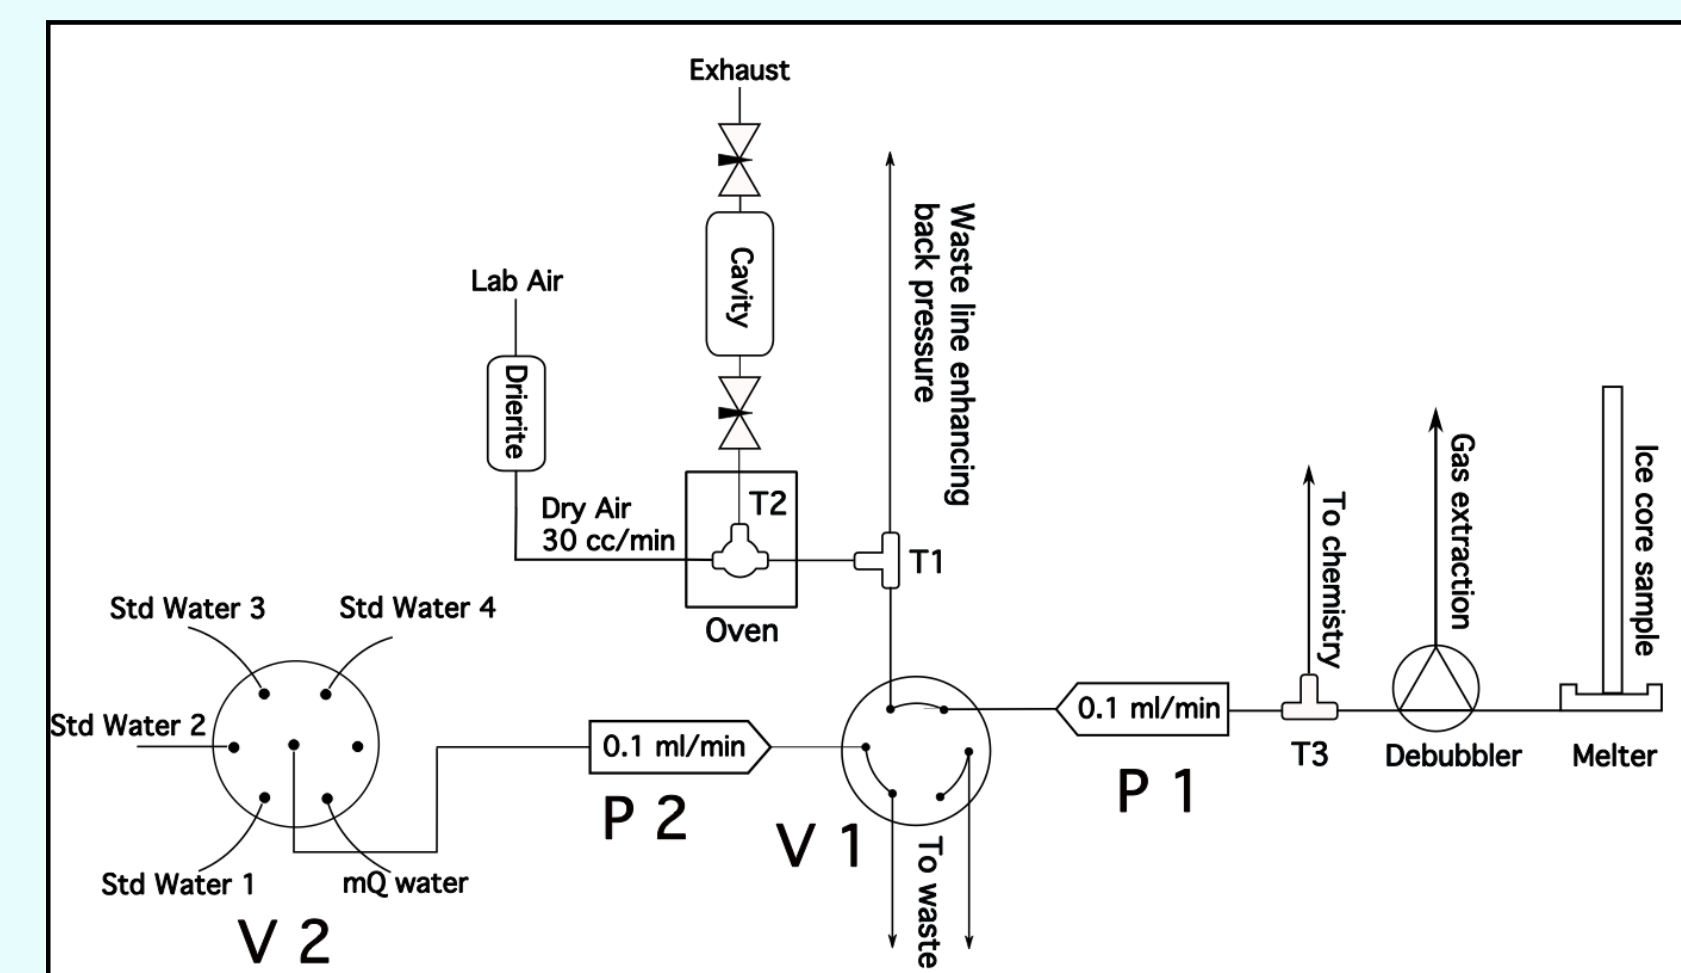 Exhaust
Cavity
Waste line enhancing
back pressure
Lab Air
Drierite
Dry Air
30 cc/min
T2
Oven
T1
To chemistry
Gas extraction
Ice core sample
Std Water 3
Std Water 4
Std Water 2
Std Water 1
mQ water
V 2
0.1 ml/min
P 2
V 1
To waste
0.1 ml/min
P 1
T3
Debubbler
Melter